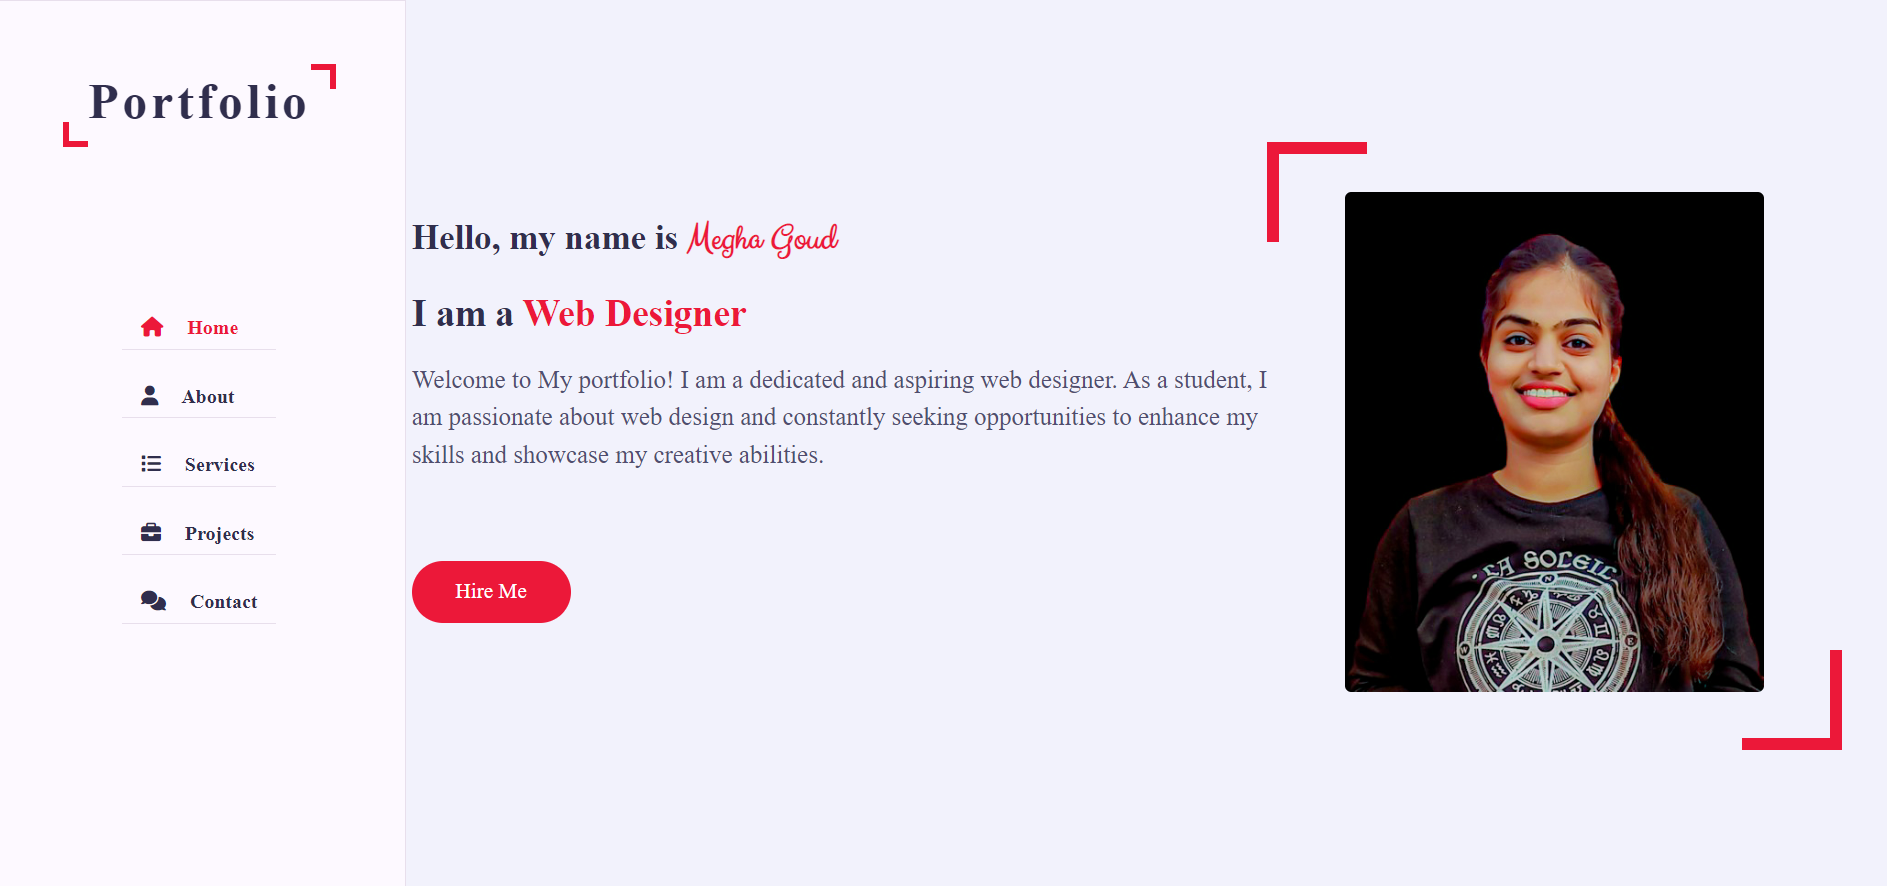 Portfolio
Home
About
Services
Projects
Contact
Hello, my name is Megha Goud
I am a Web Designer
Welcome to My portfolio! I am a dedicated and aspiring web designer. As a student, I
am passionate about web design and constantly seeking opportunities to enhance my
skills and showcase my creative abilities.
Hire Me
LA SOLEIL
N
W
E